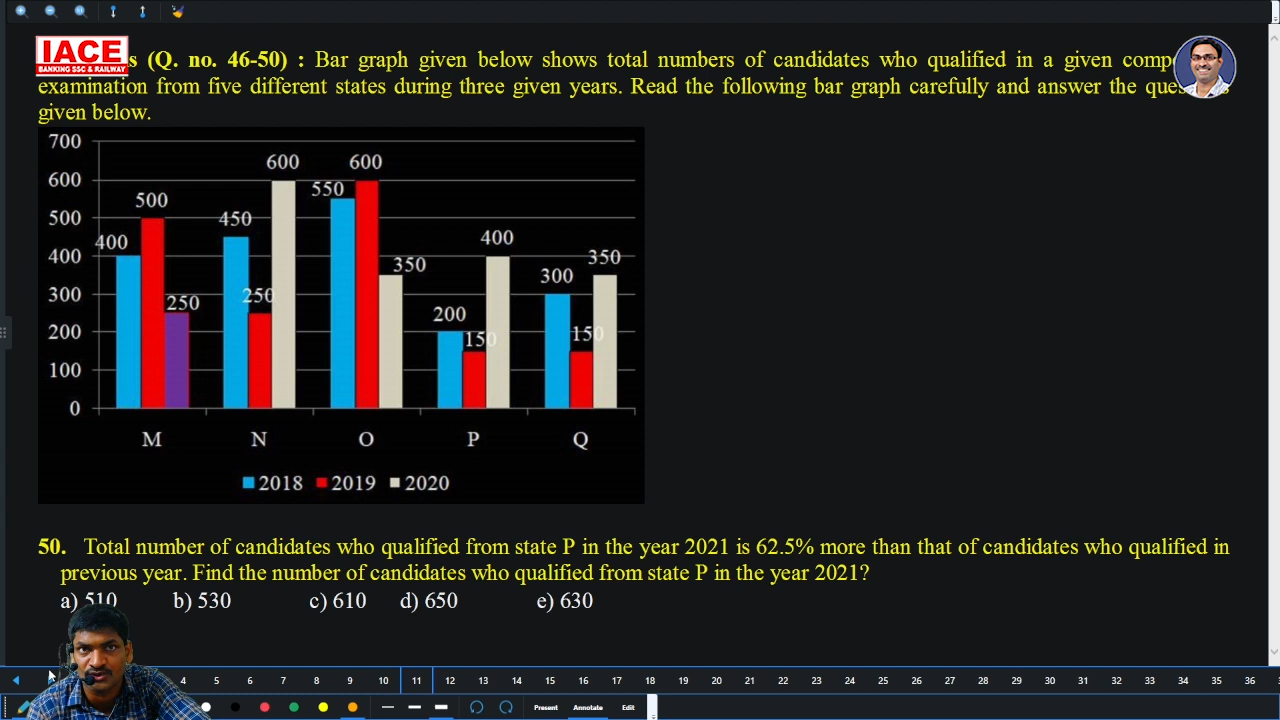 IACE
BANKING SSC & RAILWAY
s (Q. no. 46-50) : Bar graph given below shows total numbers of candidates who qualified in a given
examination from five different states during three given years. Read the following bar graph carefully and answer the
given below.
700
600
500
400
300
200
100
0
400
500
250
450
250
600
550
600
350
200
150
400
300
150
350
M N O P Q
2018 2019 2020
50. Total number of candidates who qualified from state P in the year 2021 is 62.5% more than that of candidates who qualified in
previous year. Find the number of candidates who qualified from state P in the year 2021?
a) 510 b) 530 c) 610 d) 650 e) 630
4 5 6 7 8 9 10 11 12 13 14 15 16 17 18 19 20 21 22 23 24 25 26 27 28 29 30 31 32 33 34 35 36
Present Annotate Edit